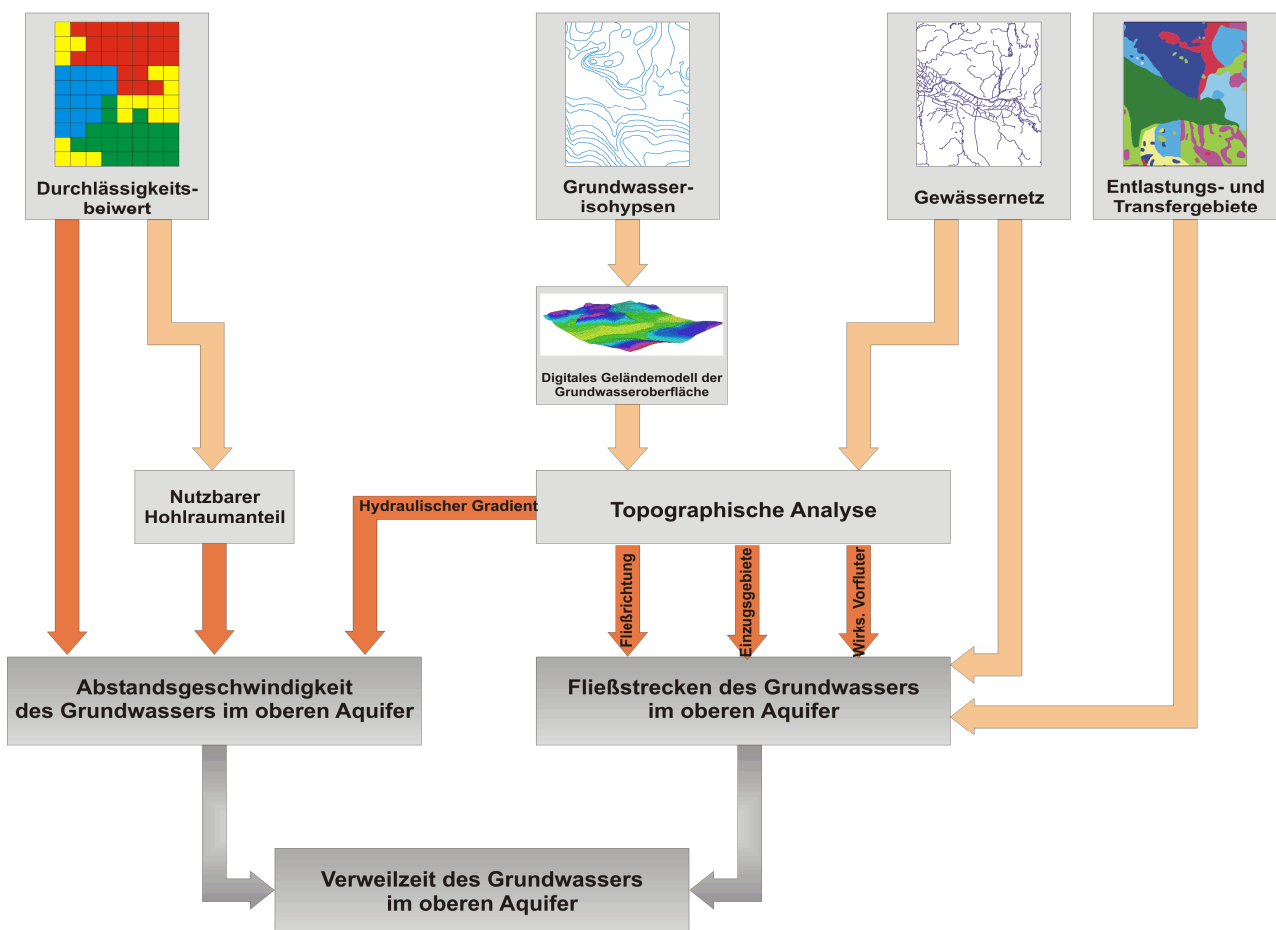 Durchlässigkeits-
beiwert
Grundwasser-
isohypsen
Gewässernetz
Entlastungs- und
Transfergebiete
Digitales Geländemodell der
Grundwasseroberfläche
Nutzbarer
Hohlraumanteil
Hydraulischer Gradient
Topographische Analyse
Fließrichtung
Einzugsgebiete
Wirks. Vorfluter
Abstandsgeschwindigkeit
des Grundwassers im oberen Aquifer
Fließstrecken des Grundwassers
im oberen Aquifer
Verweilzeit des Grundwassers
im oberen Aquifer